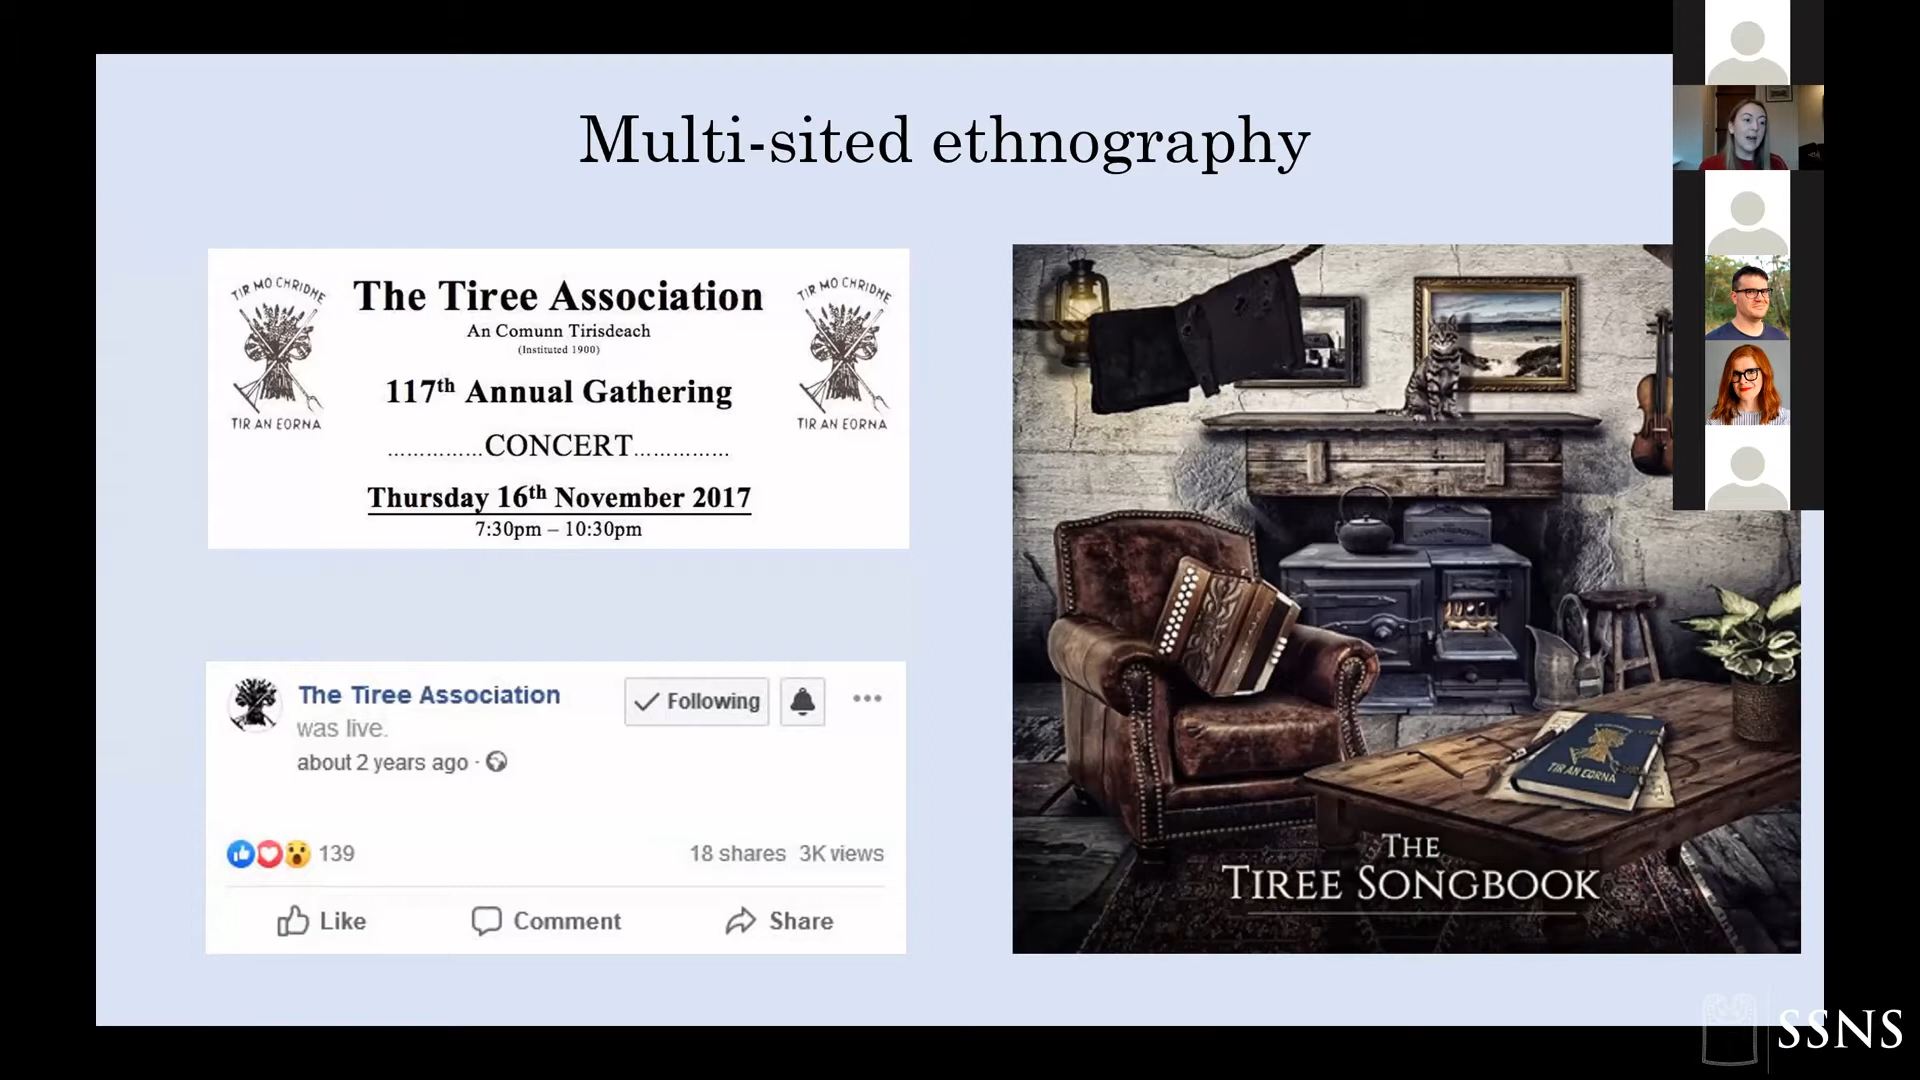 Multi-sited ethnography
TIR MO CHRIDHE
TIR AN EORNA
The Tiree Association
An Comunn Tirisdeach
(Instituted 1900)
117th Annual Gathering
..............CONCERT..............
Thursday 16th November 2017
7:30pm – 10:30pm
TIR MO CHRIDHE
TIR AN EORNA
The Tiree Association
was live.
about 2 years ago ·
Following
139
18 shares 3K views
Like Comment Share
TIR AN EORNA
THE
TIREE SONGBOOK
SSNS